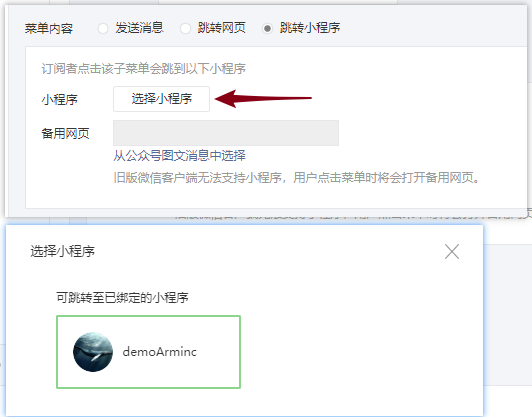 菜单内容 发送消息 跳转网页 跳转小程序
订阅者点击该子菜单会跳到以下小程序
小程序 选择小程序
备用网页
从公众号图文消息中选择
旧版微信客户端无法支持小程序，用户点击菜单时将会打开备用网页。
选择小程序
可跳转至已绑定的小程序
demoArminc